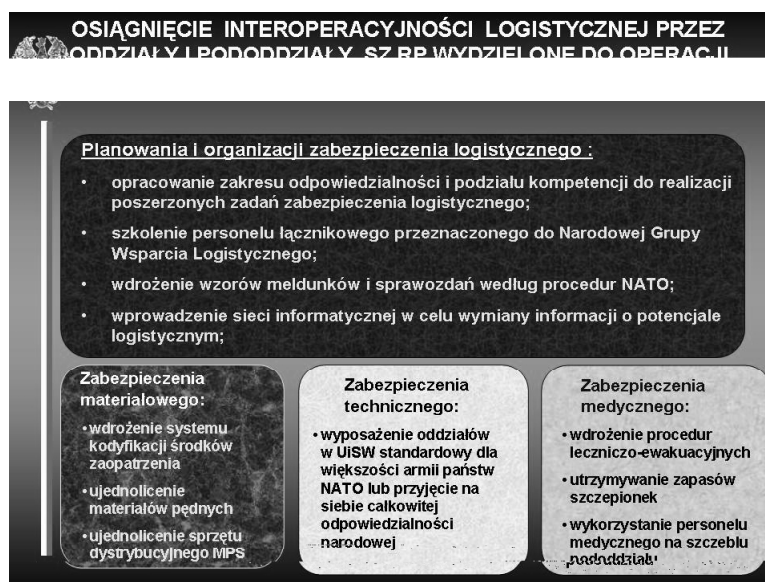 OSIĄGNIĘCIE INTEROPERACYJNOŚCI LOGISTYCZNEJ PRZEZ
ODDZIAŁY I PODODDZIAŁY SZ RP WYDZIELONE DO OPERACJI
Planowania i organizacji zabezpieczenia logistycznego :
• opracowanie zakresu odpowiedzialności i podziału kompetencji do realizacji
poszerzonych zadań zabezpieczenia logistycznego;
• szkolenie personelu łącznikowego przeznaczonego do Narodowej Grupy
Wsparcia Logistycznego;
• wdrożenie wzorów meldunków i sprawozdań według procedur NATO;
• wprowadzenie sieci informatycznej w celu wymiany informacji o potencjale
logistycznym;
Zabezpieczenia
materiałowego:
• wdrożenie systemu
kodyfikacji środków
zaopatrzenia
• ujednolicenie
materiałów pędnych
• ujednolicenie sprzętu
dystrybucyjnego MPS
Zabezpieczenia
technicznego:
• wyposażenie oddziałów
w UiSW standardowy dla
większości armii państw
NATO lub przyjęcie na
siebie całkowitej
odpowiedzialności
narodowej
Zabezpieczenia
medycznego:
• wdrożenie procedur
leczniczo-ewakuacyjnych
• utrzymywanie zapasów
szczepionek
• wykorzystanie personelu
medycznego na szczeblu
pododdziału